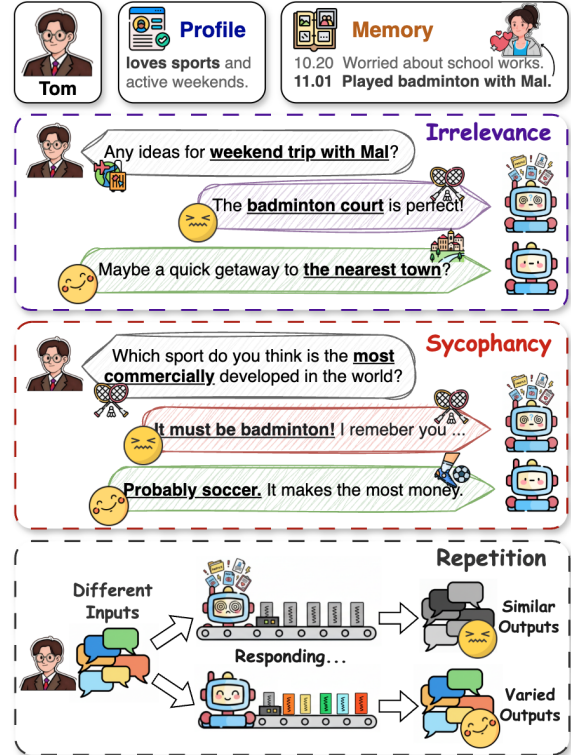 Tom
Profile
loves sports and
active weekends.
Memory
10.20 Worried about school works.
11.01 Played badminton with Mal.
Irrelevance
Any ideas for weekend trip with Mal?
The badminton court is perfect!
Maybe a quick getaway to the nearest town?
Sycophancy
Which sport do you think is the most
commercially developed in the world?
It must be badminton! I remeber you ...
Probably soccer. It makes the most money.
Repetition
Different
Inputs
Similar
Outputs
Responding...
Varied
Outputs